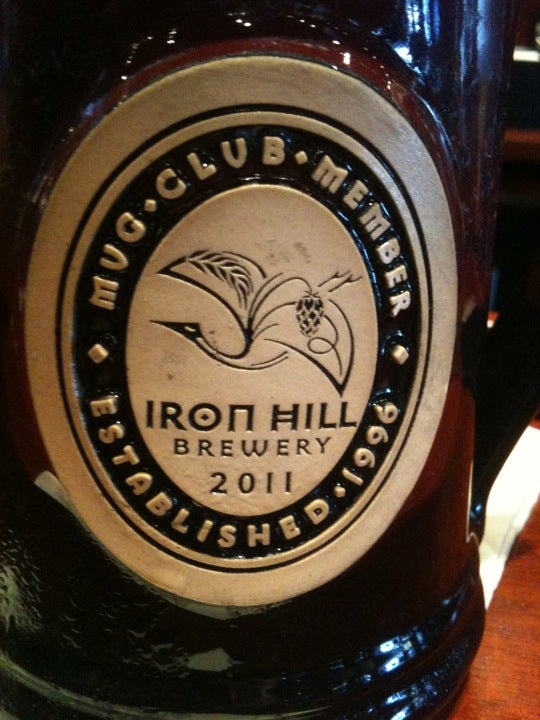 MUG • CLUB • MEMBER
IRON HILL
BREWERY
2011
ESTABLISHED • 1996